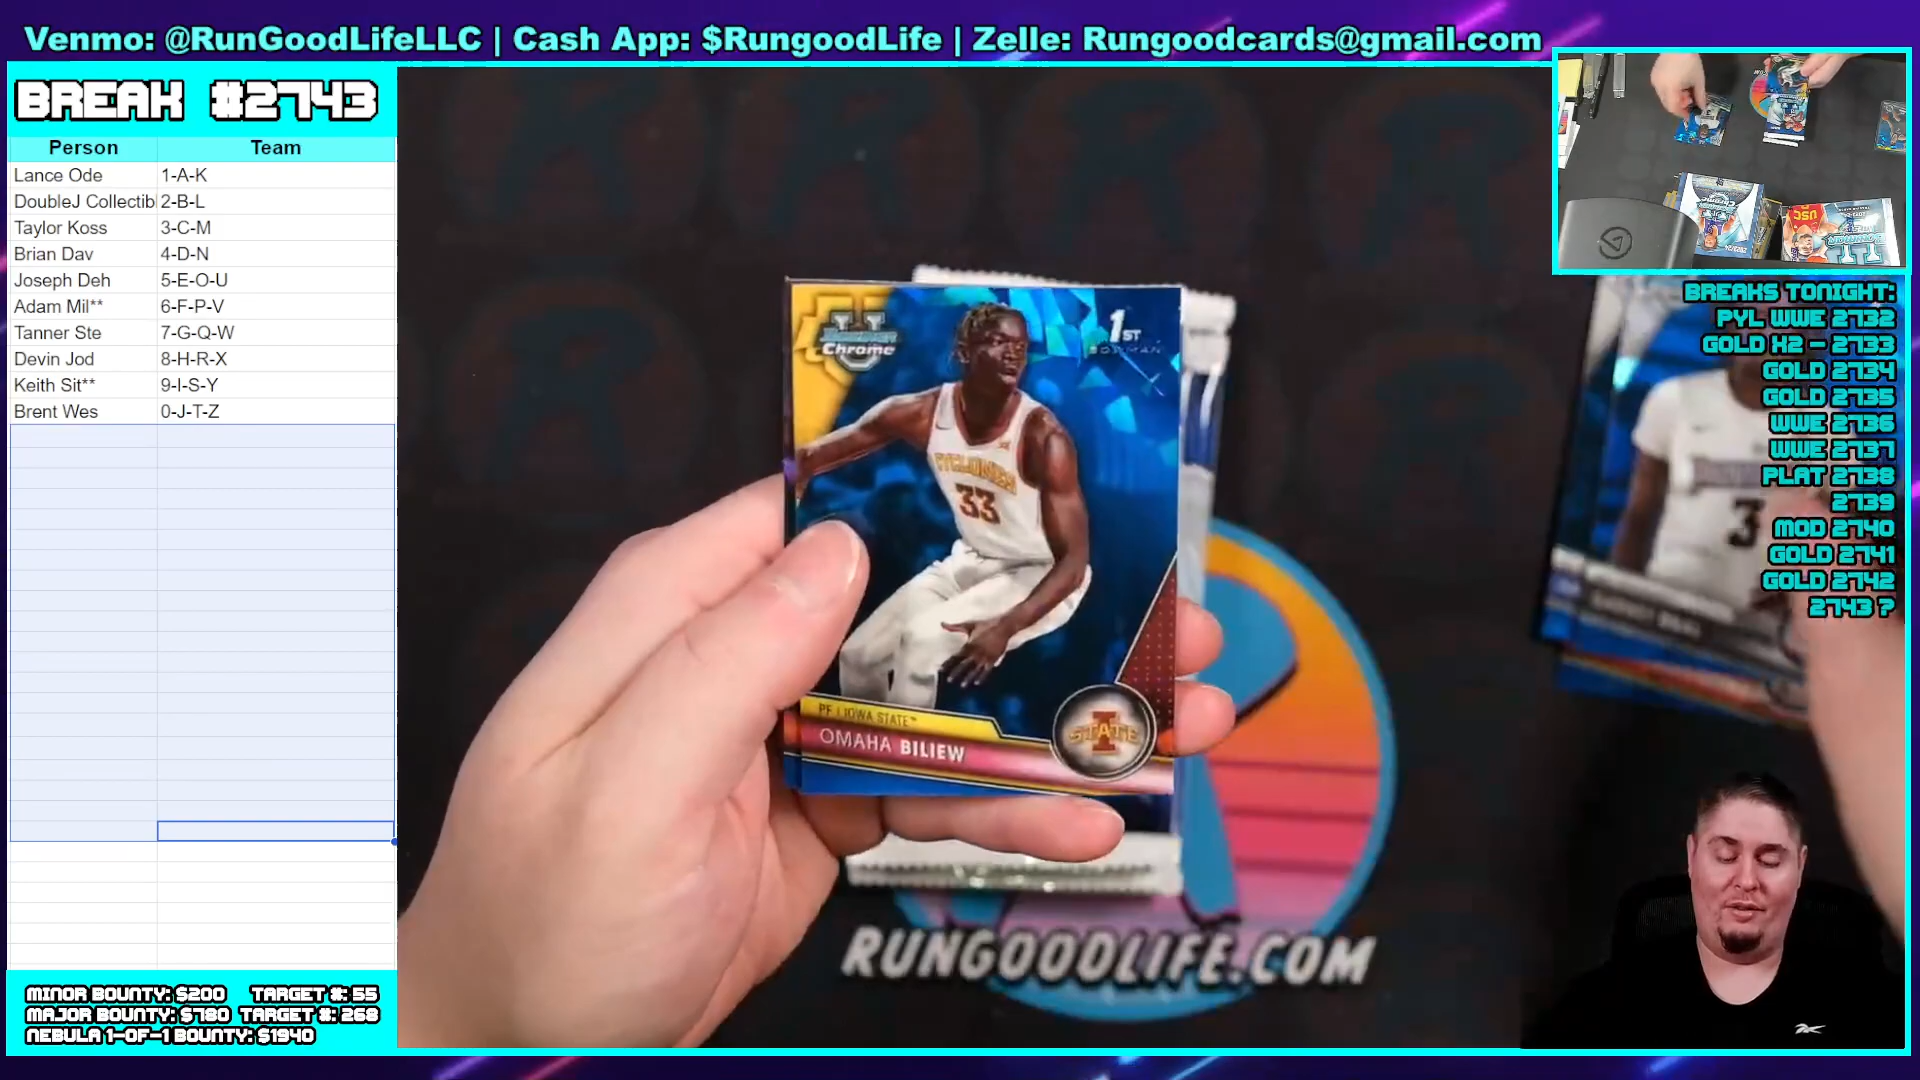 Venmo: @RunGoodLifeLLC | Cash App: $RungoodLife | Zelle: Rungoodcards@gmail.com
BREAK #2743
Person Team
Lance Ode 1-A-K
DoubleJ Collectib 2-B-L
Taylor Koss 3-C-M
Brian Dav 4-D-N
Joseph Deh 5-E-O-U
Adam Mil** 6-F-P-V
Tanner Ste 7-G-Q-W
Devin Jod 8-H-R-X
Keith Sit** 9-I-S-Y
Brent Wes 0-J-T-Z
MINOR BOUNTY: $200 TARGET #: 55
MAJOR BOUNTY: $780 TARGET #: 268
NEBULA 1-OF-1 BOUNTY: $1940
U
BOWMAN
Chrome
1ST
BOWMAN
CYCLONES
33
PF | IOWA STATE™
OMAHA BILIEW
I
STATE
RUNGOODLIFE.COM
3
USC
BREAKS TONIGHT:
PYL WWE 2732
GOLD X2 - 2733
GOLD 2734
GOLD 2735
WWE 2736
WWE 2737
PLAT 2738
2739
MOD 2740
GOLD 2741
GOLD 2742
2743 ?